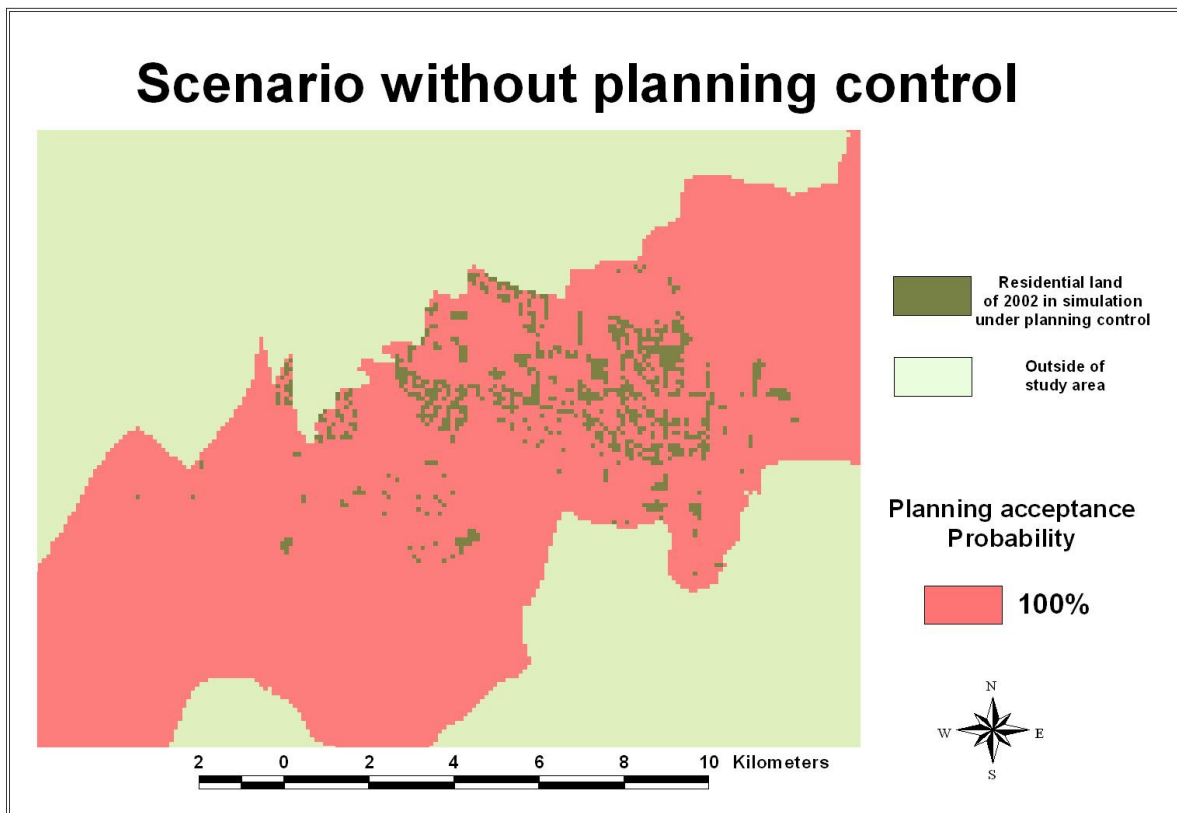 Scenario without planning control
Residential land
of 2002 in simulation
under planning control
Outside of
study area
Planning acceptance
Probability
100%
N
W E
S
2 0 2 4 6 8 10 Kilometers